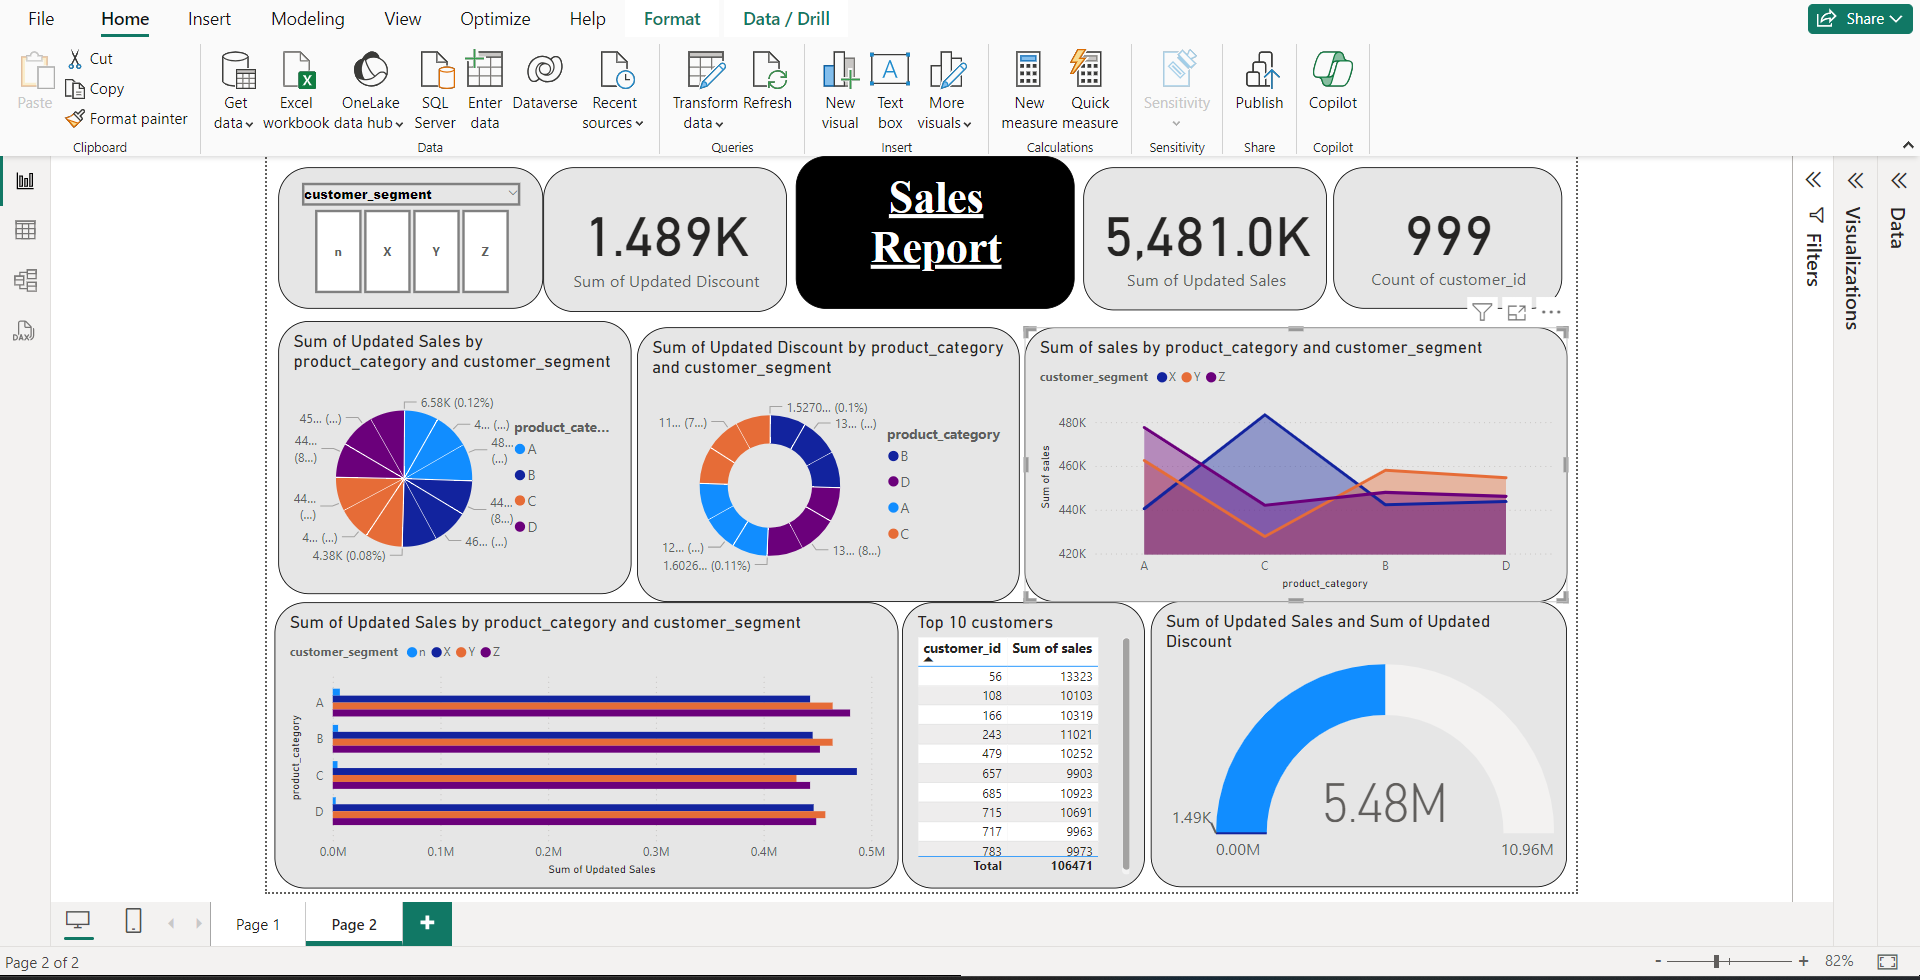 File Home Insert Modeling View Optimize Help Format Data / Drill Share
Paste
Cut
Copy
Format painter
Clipboard
Get data
Excel workbook
OneLake data hub
SQL Server
Enter data
Dataverse
Recent sources
Data
Transform data
Refresh
Queries
New visual
Text box
More visuals
Insert
New measure
Quick measure
Calculations
Sensitivity
Sensitivity
Publish
Share
Copilot
Copilot
DAX
customer_segment
n X Y Z
1.489K
Sum of Updated Discount
Sales
Report
5,481.0K
Sum of Updated Sales
999
Count of customer_id
Filters
Visualizations
Data
Sum of Updated Sales by
product_category and customer_segment
6.58K (0.12%)
4... (...)
48...
(...)
44...
(8...)
46... (...)
4.38K (0.08%)
4... (...)
44...
(...)
44...
(8...)
45... (...)
product_cate...
A
B
C
D
Sum of Updated Discount by product_category
and customer_segment
1.5270... (0.1%)
13... (...)
13... (8...)
1.6026... (0.11%)
12... (...)
11... (7...)
product_category
B
D
A
C
Sum of sales by product_category and customer_segment
customer_segment X Y Z
Sum of sales
480K
460K
440K
420K
A C B D
product_category
Sum of Updated Sales by product_category and customer_segment
customer_segment n X Y Z
product_category
A
B
C
D
0.0M 0.1M 0.2M 0.3M 0.4M 0.5M
Sum of Updated Sales
Top 10 customers
customer_id Sum of sales
56 13323
108 10103
166 10319
243 11021
479 10252
657 9903
685 10923
715 10691
717 9963
783 9973
Total 106471
Sum of Updated Sales and Sum of Updated
Discount
1.49K
5.48M
0.00M 10.96M
Page 1 Page 2 +
Page 2 of 2
- + 82%